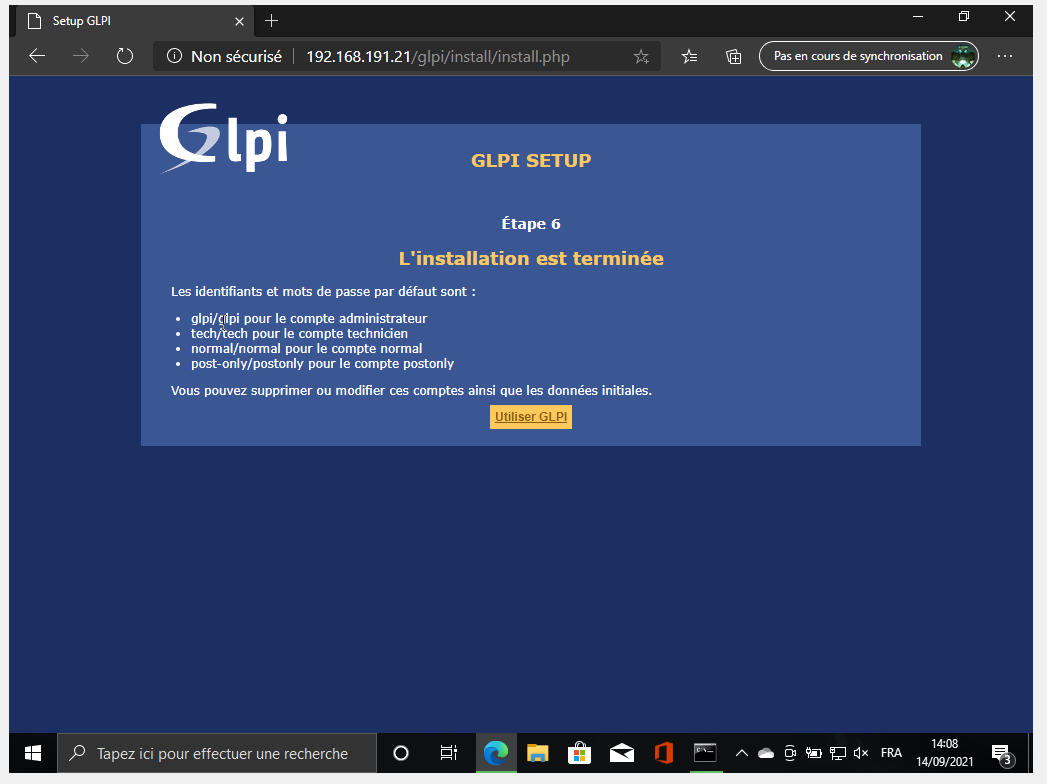 Setup GLPI
Non sécurisé
192.168.191.21/glpi/install/install.php
Pas en cours de synchronisation
Glpi
GLPI SETUP
Étape 6
L'installation est terminée
Les identifiants et mots de passe par défaut sont :
• glpi/glpi pour le compte administrateur
• tech/tech pour le compte technicien
• normal/normal pour le compte normal
• post-only/postonly pour le compte postonly
Vous pouvez supprimer ou modifier ces comptes ainsi que les données initiales.
Utiliser GLPI
Tapez ici pour effectuer une recherche
FRA
14:08
14/09/2021
3